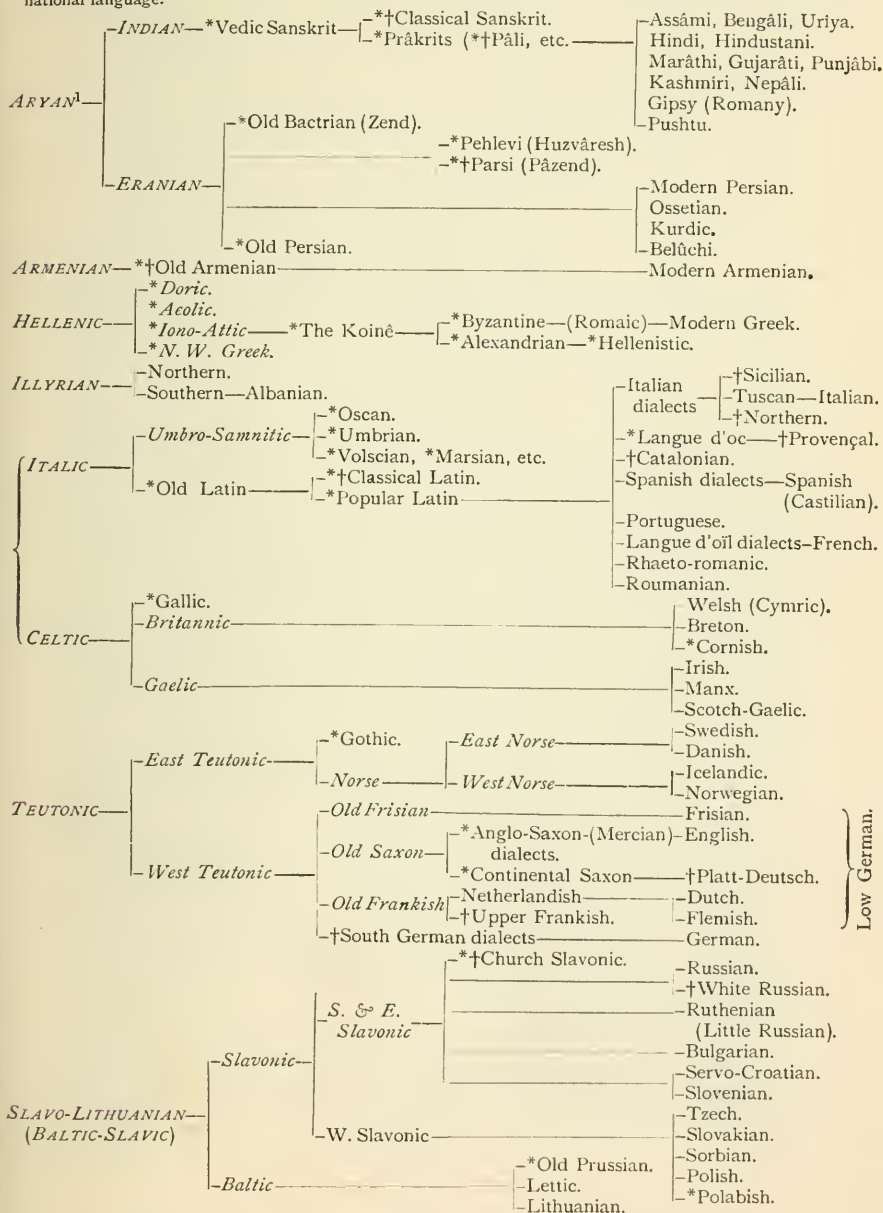 national language.
INDIAN—*Vedic Sanskrit—*†Classical Sanskrit.
*Prâkrits (*†Pâli, etc.
Assâmi, Bengâli, Uriya.
Hindi, Hindustani.
Marâthi, Gujarâti, Punjâbi.
Kashmiri, Nepâli.
Gipsy (Romany).
Pushtu.
ARYAN¹
*Old Bactrian (Zend).
*Pehlevi (Huzvâresh).
*†Parsi (Pâzend).
ERANIAN
Modern Persian.
Ossetian.
Kurdic.
Belûchi.
*Old Persian.
ARMENIAN—*†Old Armenian—Modern Armenian.
*Doric.
*Aeolic.
HELLENIC
*Iono-Attic—*The Koinê
*Byzantine—(Romaic)—Modern Greek.
*Alexandrian—*Hellenistic.
*N. W. Greek.
ILLYRIAN
Northern.
Southern—Albanian.
ITALIC
Umbro-Samnitic
*Oscan.
*Umbrian.
*Volscian, *Marsian, etc.
*Old Latin
*†Classical Latin.
*Popular Latin
Italian
dialects
†Sicilian.
Tuscan—Italian.
†Northern.
*Langue d'oc—†Provençal.
†Catalonian.
Spanish dialects—Spanish
(Castilian).
Portuguese.
Langue d'oïl dialects–French.
Rhaeto-romanic.
Roumanian.
CELTIC
*Gallic.
Britannic
Welsh (Cymric).
Breton.
*Cornish.
Gaelic
Irish.
Manx.
Scotch-Gaelic.
TEUTONIC
East Teutonic
*Gothic.
Norse
East Norse
Swedish.
Danish.
West Norse
Icelandic.
Norwegian.
West Teutonic
Old Frisian—Frisian.
Old Saxon
*Anglo-Saxon-(Mercian)-English.
dialects.
*Continental Saxon—†Platt-Deutsch.
Old Frankish
Netherlandish
Dutch.
Flemish.
†Upper Frankish.
†South German dialects—German.
Low German.
SLAVO-LITHUANIAN
(BALTIC-SLAVIC)
Slavonic
S. & E.
Slavonic
*†Church Slavonic.
Russian.
†White Russian.
Ruthenian
(Little Russian).
Bulgarian.
Servo-Croatian.
Slovenian.
W. Slavonic
Tzech.
Slovakian.
Sorbian.
Polish.
*Polabish.
Baltic
*Old Prussian.
Lettic.
Lithuanian.